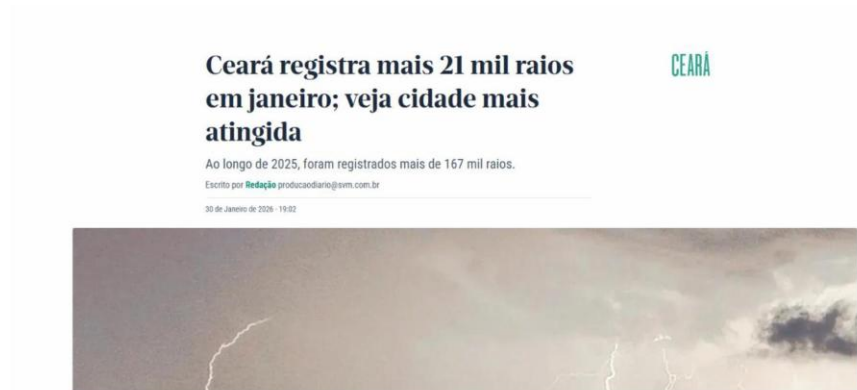 Ceará registra mais 21 mil raios
em janeiro; veja cidade mais
atingida
CEARÁ
Ao longo de 2025, foram registrados mais de 167 mil raios.
Escrito por Redação producaodiario@svm.com.br
30 de Janeiro de 2026 - 19:02